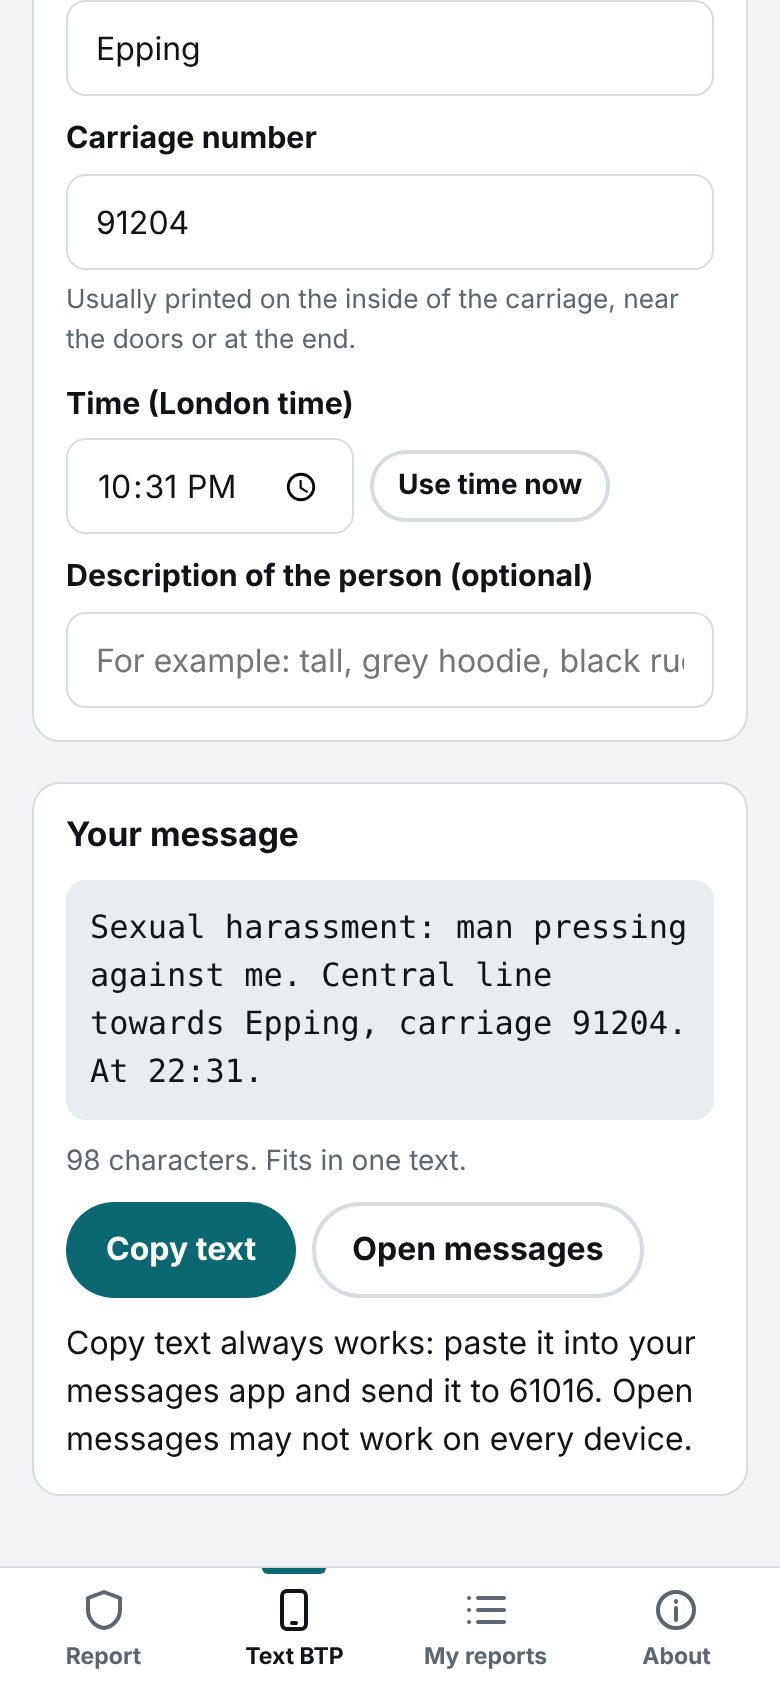 Epping
Carriage number
91204
Usually printed on the inside of the carriage, near
the doors or at the end.
Time (London time)
10:31 PM
Use time now
Description of the person (optional)
For example: tall, grey hoodie, black
Your message
Sexual harassment: man pressing
against me. Central line
towards Epping, carriage 91204.
At 22:31.
98 characters. Fits in one text.
Copy text
Open messages
Copy text always works: paste it into your
messages app and send it to 61016. Open
messages may not work on every device.
Report
Text BTP
My reports
About